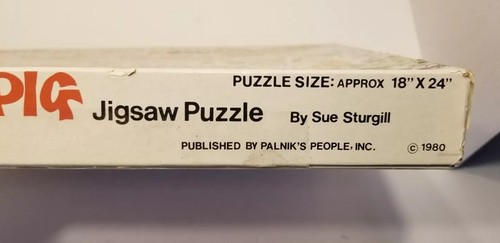 PUZZLE SIZE: APPROX 18" X 24"
PIG Jigsaw Puzzle By Sue Sturgill
PUBLISHED BY PALNIK'S PEOPLE, INC. © 1980